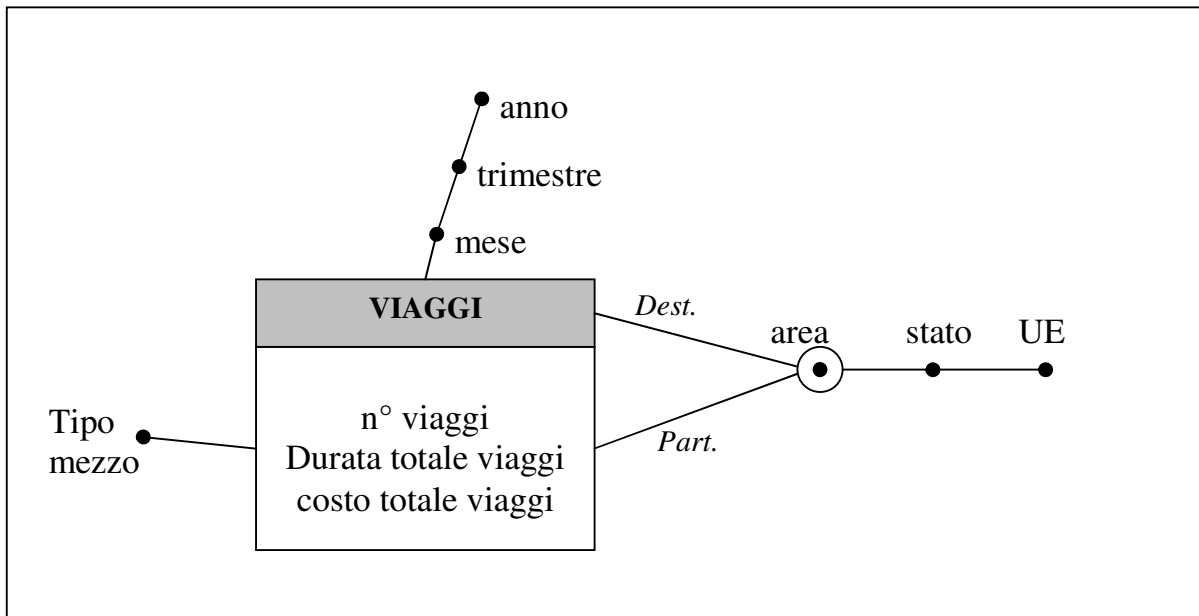 anno
trimestre
mese
VIAGGI
Dest.
area
stato
UE
Tipo
mezzo
n° viaggi
Durata totale viaggi
costo totale viaggi
Part.